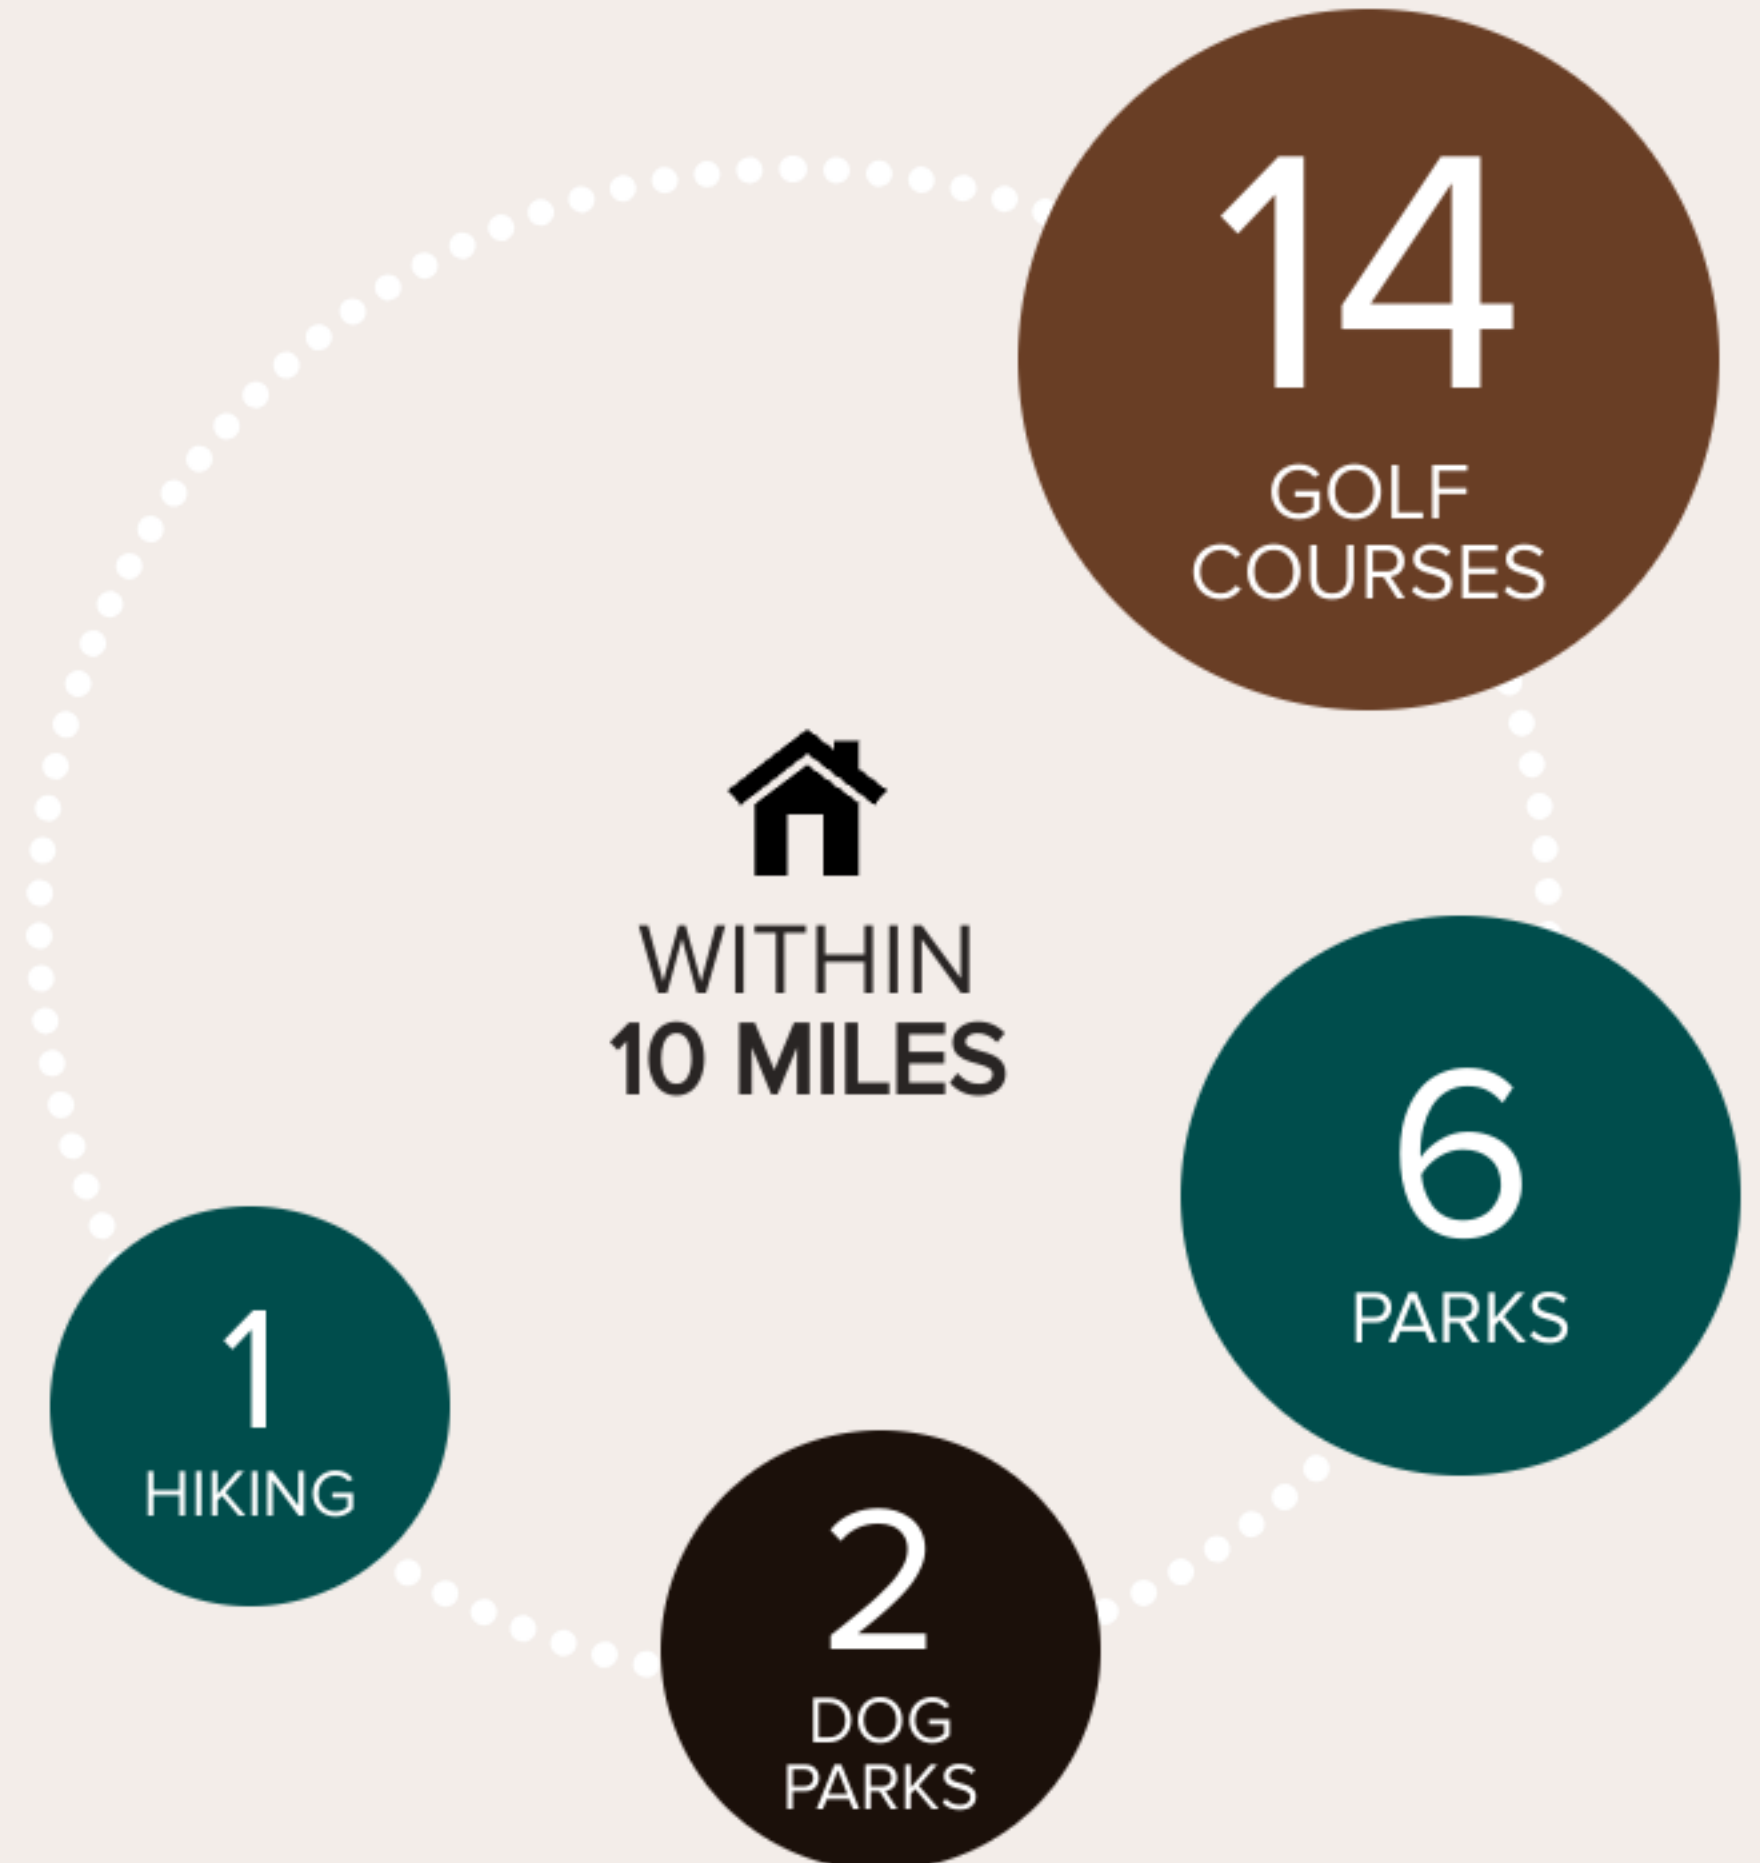 14
GOLF
COURSES
WITHIN
10 MILES
6
PARKS
1
HIKING
2
DOG
PARKS